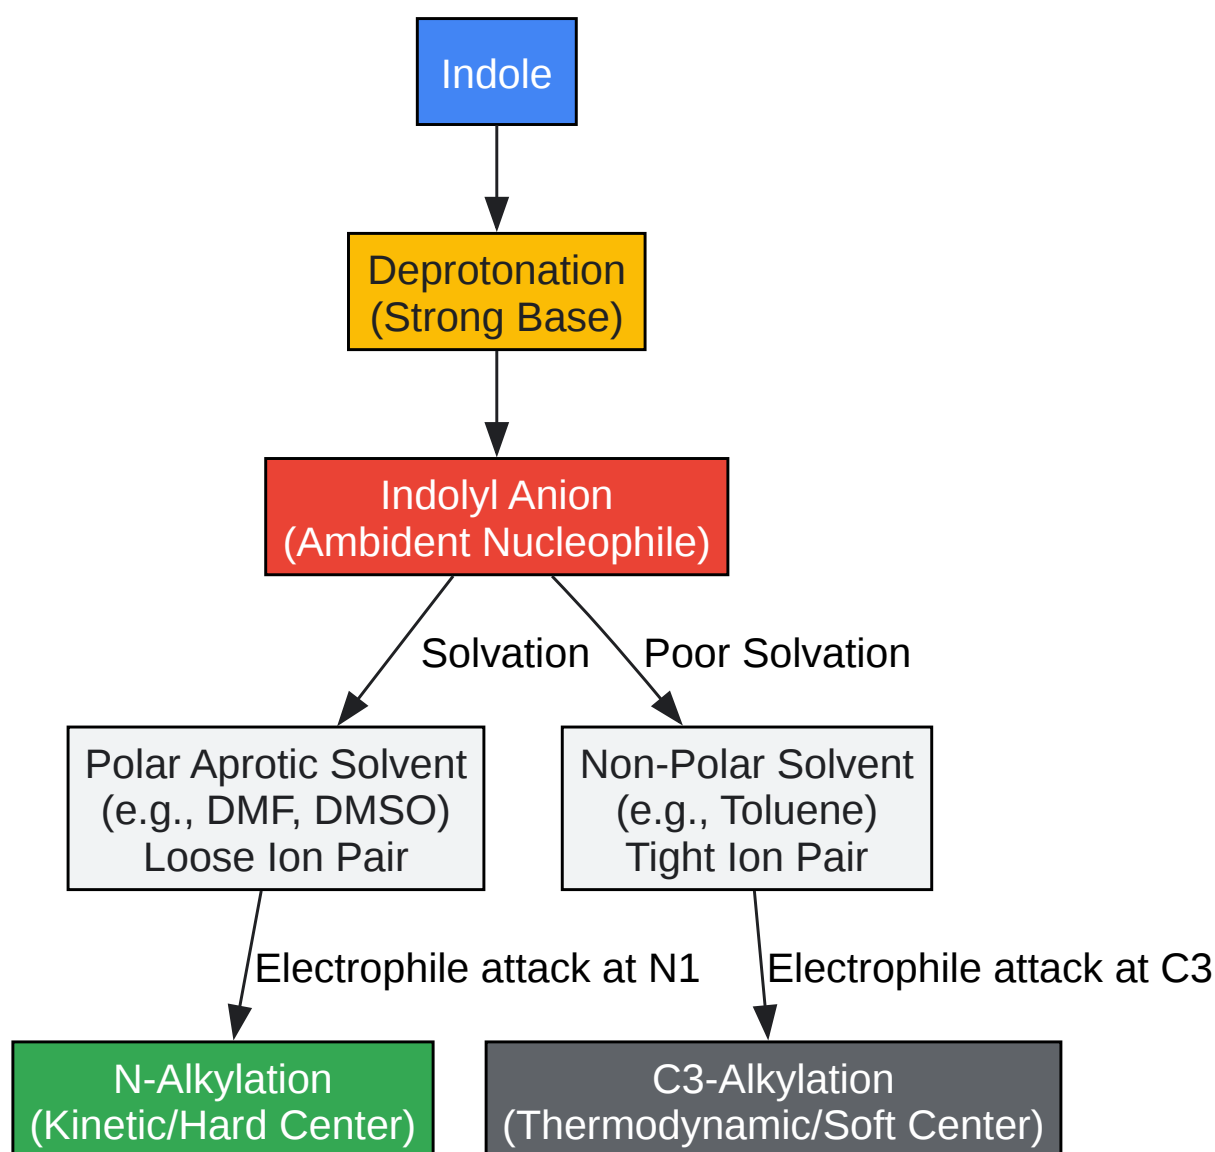 Indole
Deprotonation
(Strong Base)
Indolyl Anion
(Ambident Nucleophile)
Solvation
Poor Solvation
Polar Aprotic Solvent
(e.g., DMF, DMSO)
Loose Ion Pair
Non-Polar Solvent
(e.g., Toluene)
Tight Ion Pair
Electrophile attack at N1
Electrophile attack at C3
N-Alkylation
(Kinetic/Hard Center)
C3-Alkylation
(Thermodynamic/Soft Center)